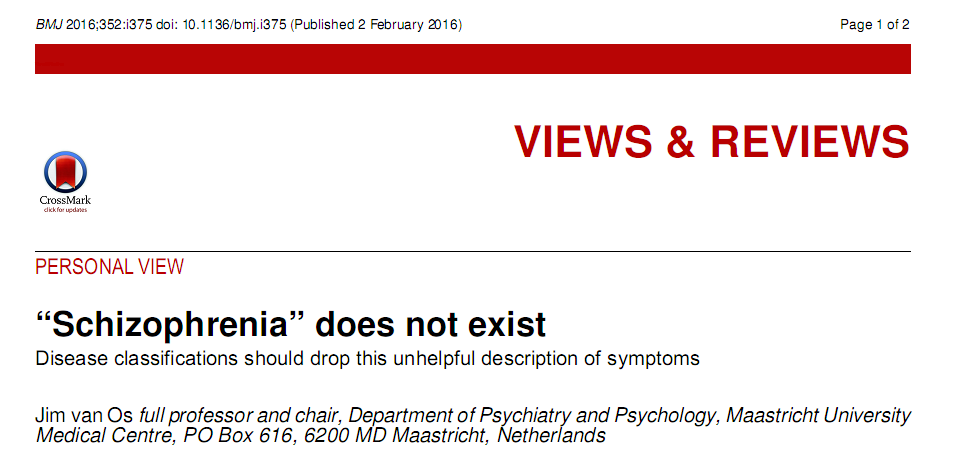 BMJ 2016;352:i375 doi: 10.1136/bmj.i375 (Published 2 February 2016) Page 1 of 2
VIEWS & REVIEWS
CrossMark
click for updates
PERSONAL VIEW
“Schizophrenia” does not exist
Disease classifications should drop this unhelpful description of symptoms
Jim van Os full professor and chair, Department of Psychiatry and Psychology, Maastricht University
Medical Centre, PO Box 616, 6200 MD Maastricht, Netherlands